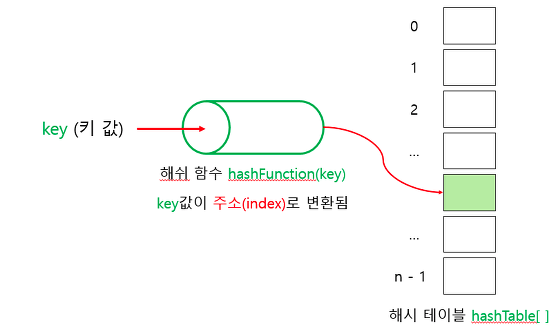 0
1
2
...
...
n - 1
key (키 값)
해쉬 함수 hashFunction(key)
key값이 주소(index)로 변환됨
해시 테이블 hashTable[ ]